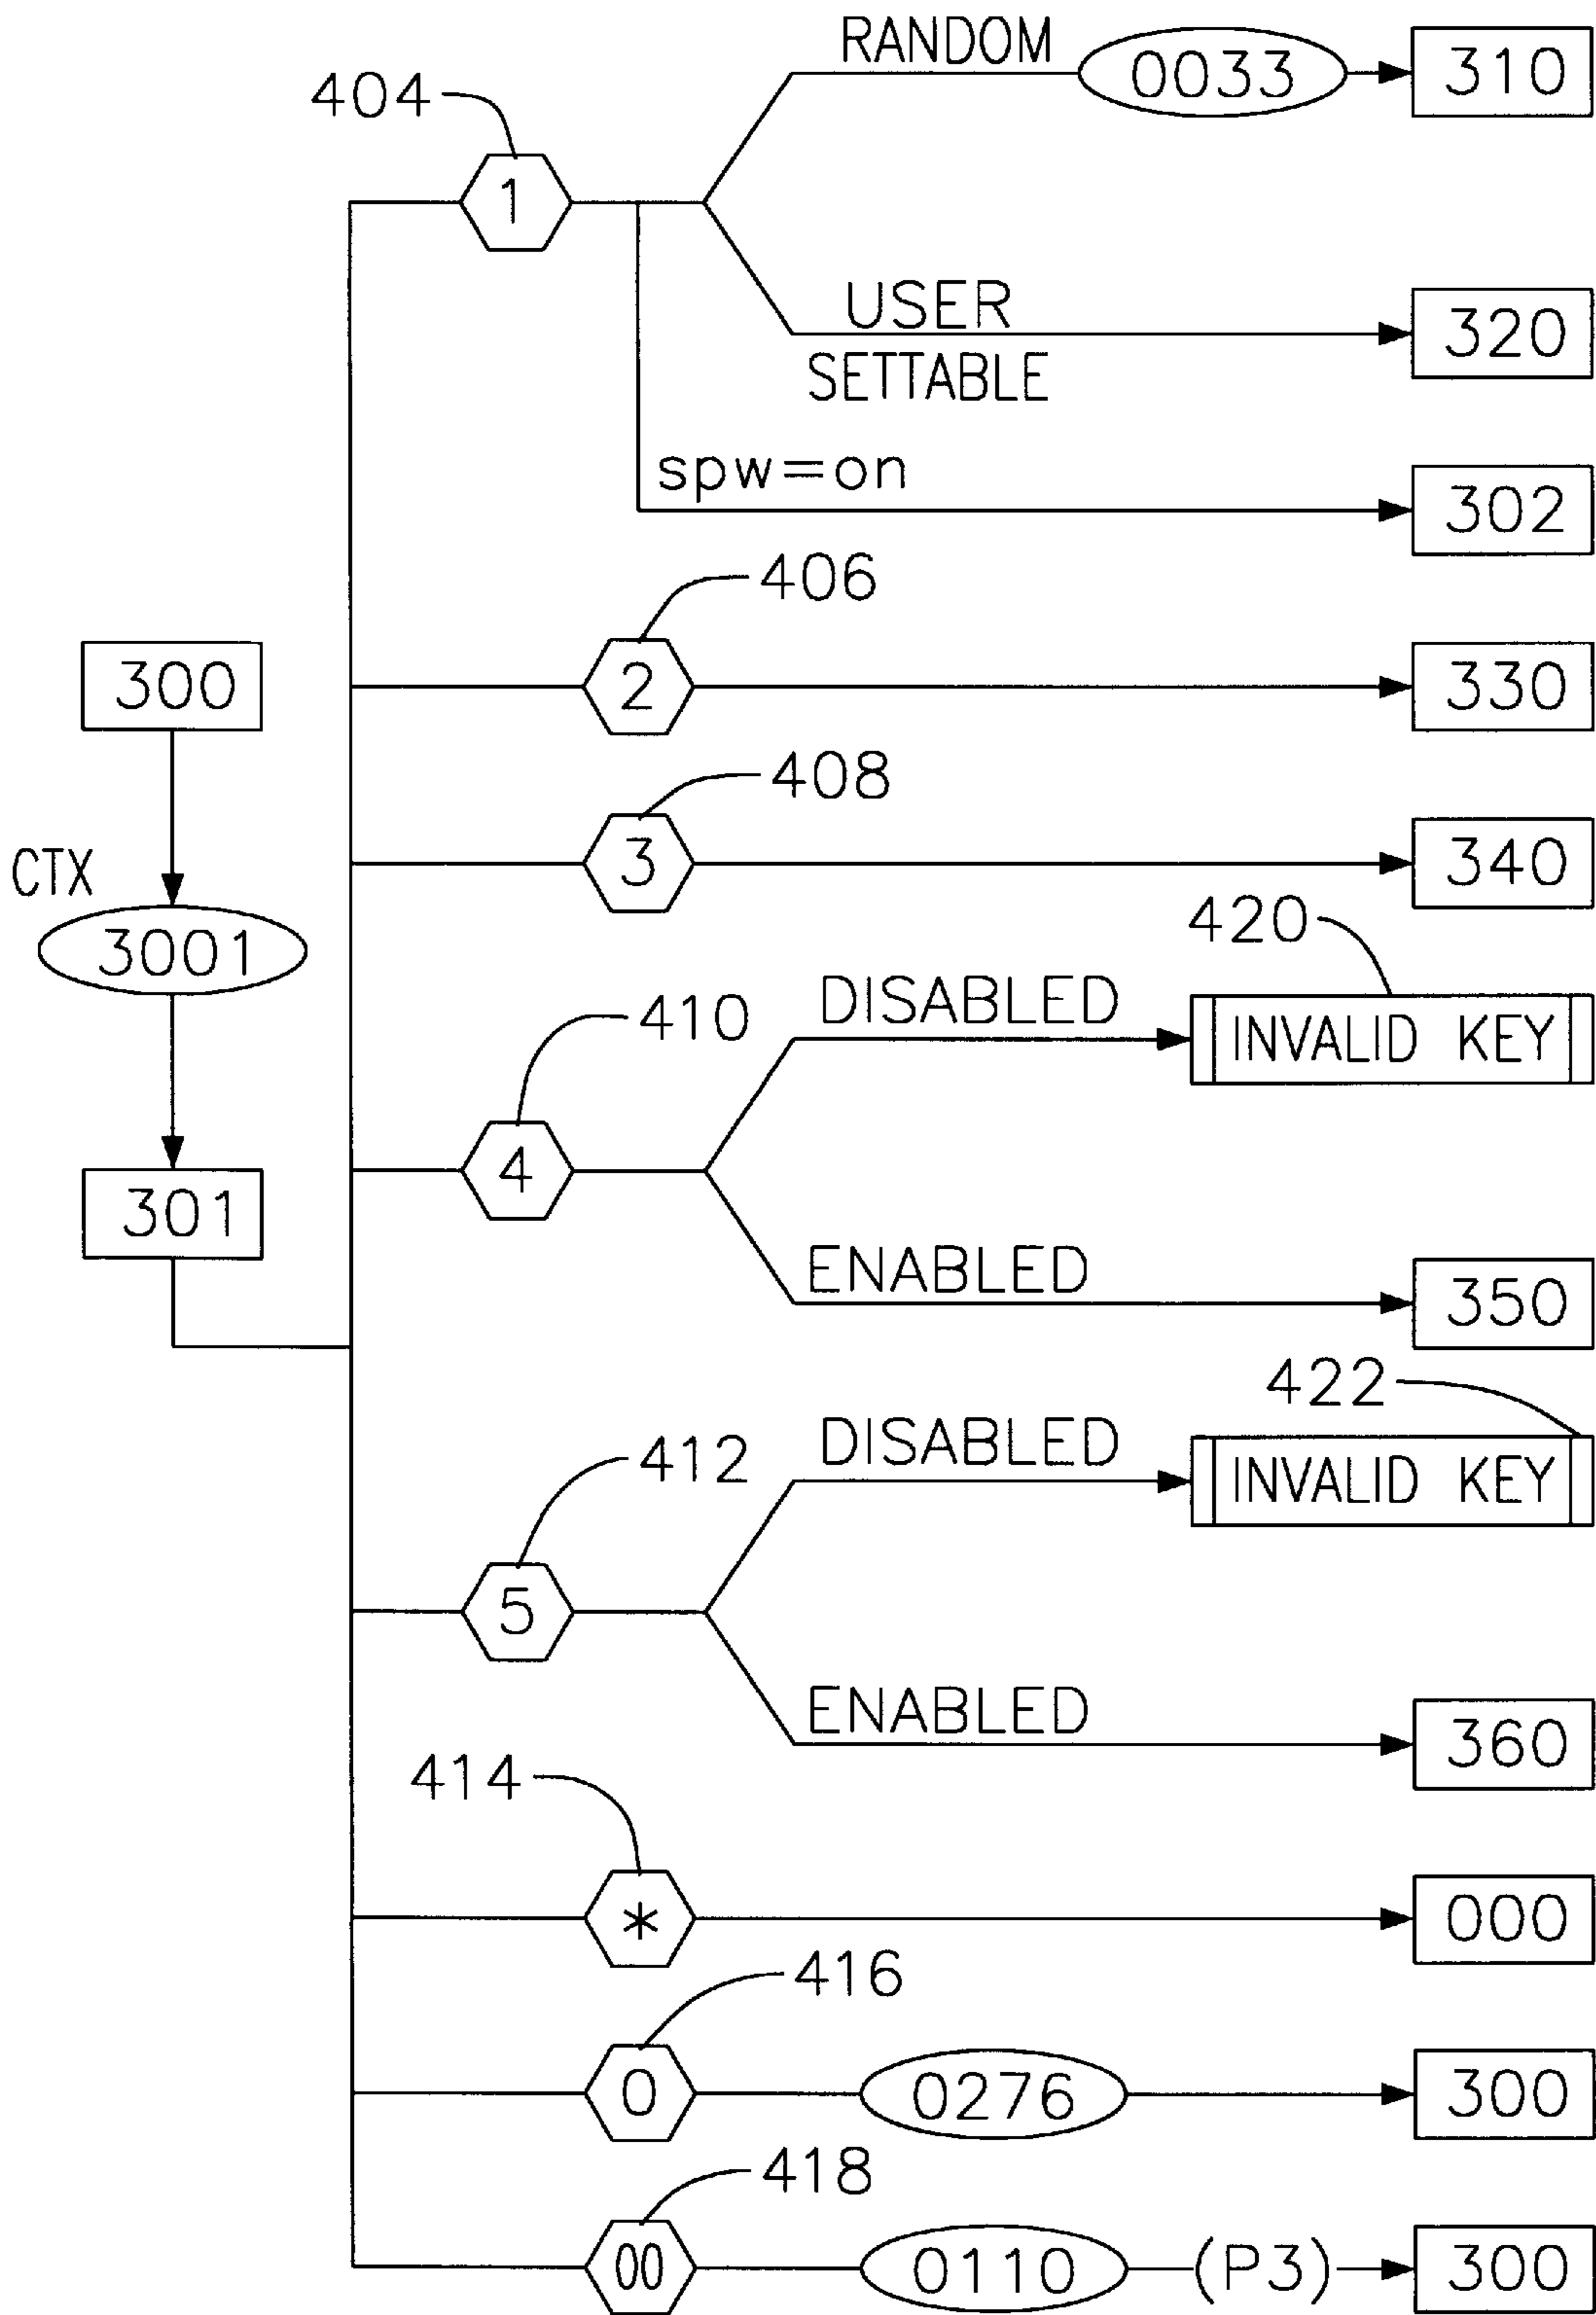 RANDOM
0033
310
404
1
USER
SETTABLE
320
spw=on
302
406
2
330
300
408
3
340
CTX
3001
420
DISABLED
INVALID KEY
410
4
301
ENABLED
350
422
DISABLED
INVALID KEY
412
5
ENABLED
360
414
*
000
416
0
0276
300
418
00
0110
(P3)
300